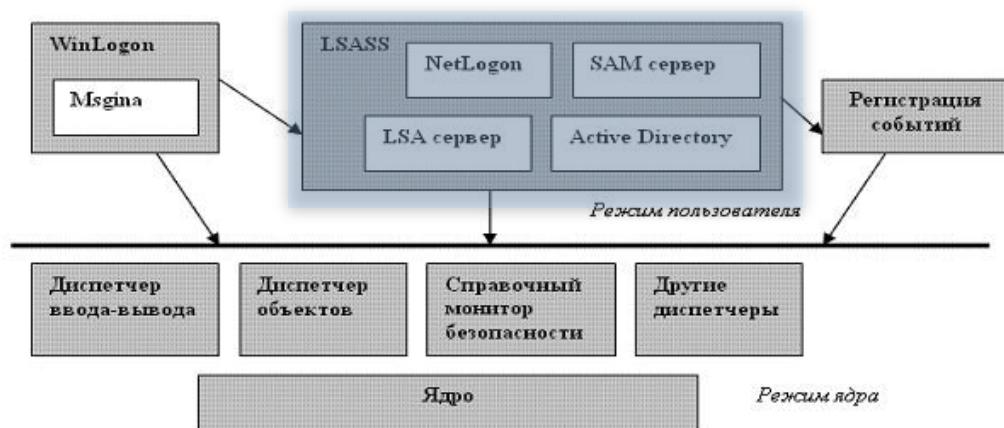 WinLogon
Msgina
LSASS
NetLogon
SAM сервер
LSA сервер
Active Directory
Регистрация
событий
Режим пользователя
Диспетчер
ввода-вывода
Диспетчер
объектов
Справочный
монитор
безопасности
Другие
диспетчеры
Ядро
Режим ядра